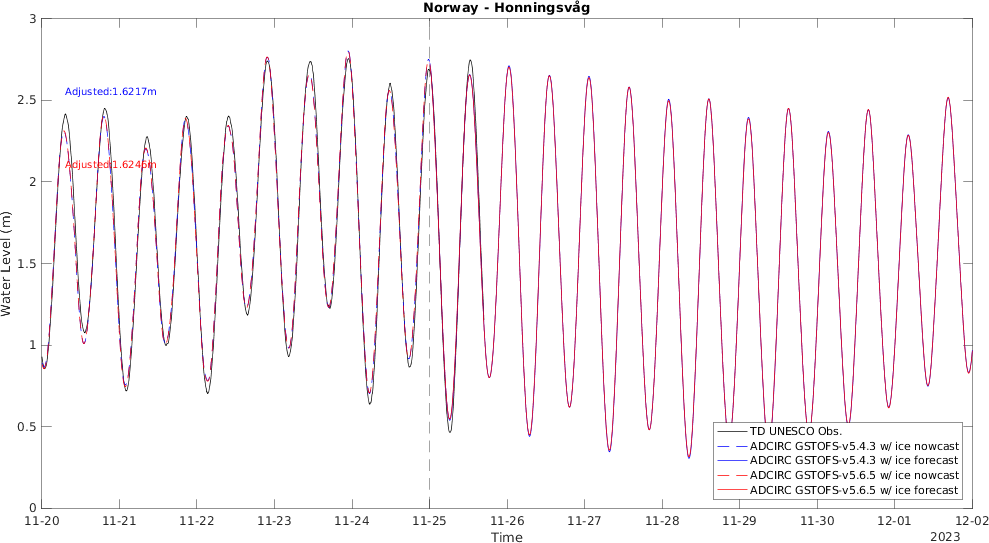 Norway - Honningsvåg
3
2.5
2
1.5
1
0.5
0
Water Level (m)
Adjusted:1.6217m
Adjusted:1.6246m
TD UNESCO Obs.
ADCIRC GSTOFS-v5.4.3 w/ ice nowcast
ADCIRC GSTOFS-v5.4.3 w/ ice forecast
ADCIRC GSTOFS-v5.6.5 w/ ice nowcast
ADCIRC GSTOFS-v5.6.5 w/ ice forecast
11-20 11-21 11-22 11-23 11-24 11-25 11-26 11-27 11-28 11-29 11-30 12-01 12-02
Time
2023